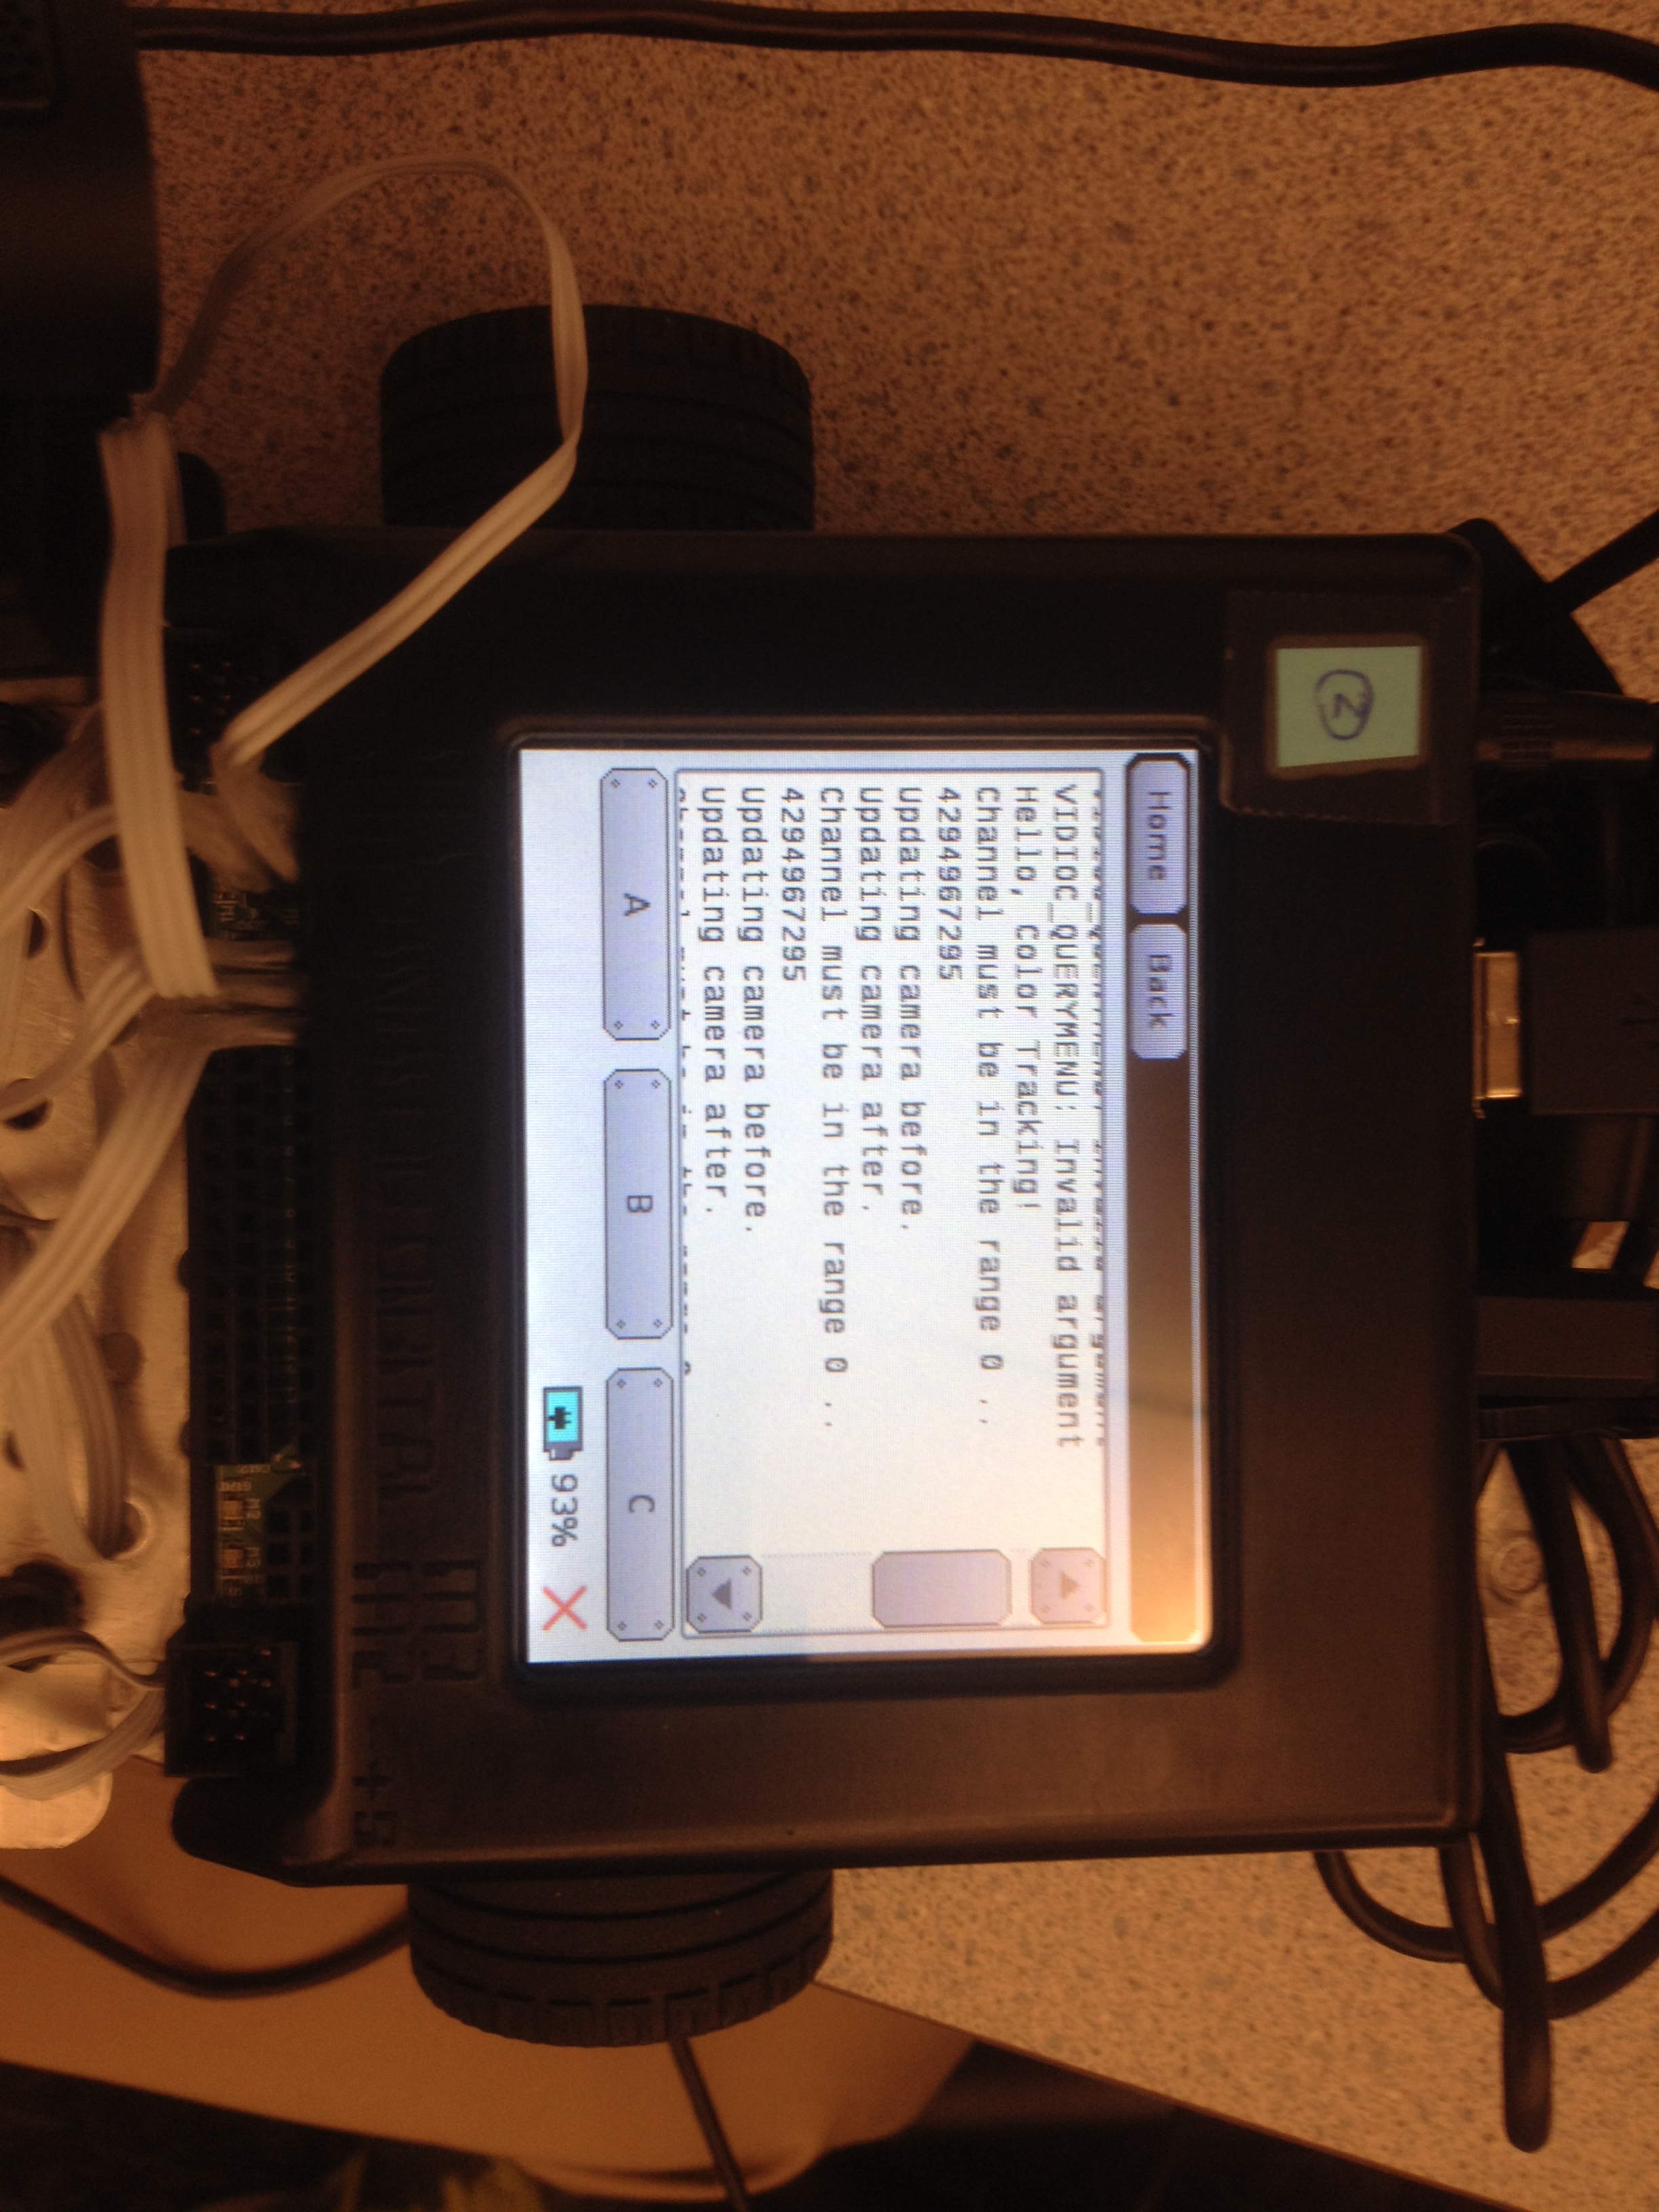 Home Back
VIDIOC_QUERYMENU: Invalid argument
Hello, Color Tracking!
Channel must be in the range 0 ..
4294967295
Updating camera before.
Updating camera after.
Channel must be in the range 0 ..
4294967295
Updating camera before.
Updating camera after.
A B C
93%
2
+S